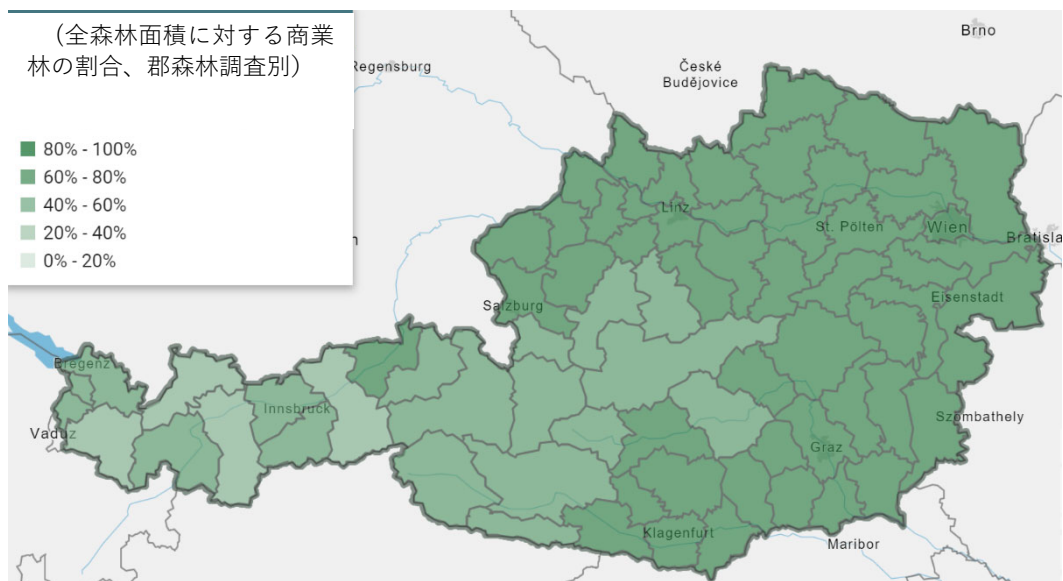 （全森林面積に対する商業
林の割合、郡森林調査別）
80% - 100%
60% - 80%
40% - 60%
20% - 40%
0% - 20%
Brno
Regensburg
České
Budějovice
Linz
St. Pölten
Wien
Bratisla
Salzburg
Eisenstadt
Bregenz
Innsbruck
Vaduz
Szombathely
Graz
Klagenfurt
Maribor